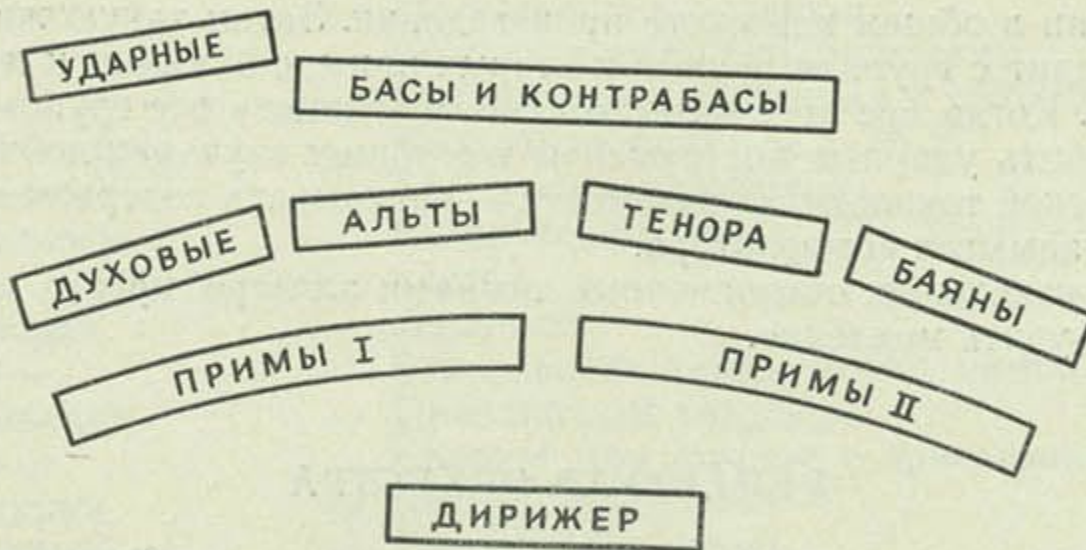 УДАРНЫЕ
БАСЫ И КОНТРАБАСЫ
ДУХОВЫЕ
АЛЬТЫ
ТЕНОРА
БАЯНЫ
ПРИМЫ I
ПРИМЫ II
ДИРИЖЕР